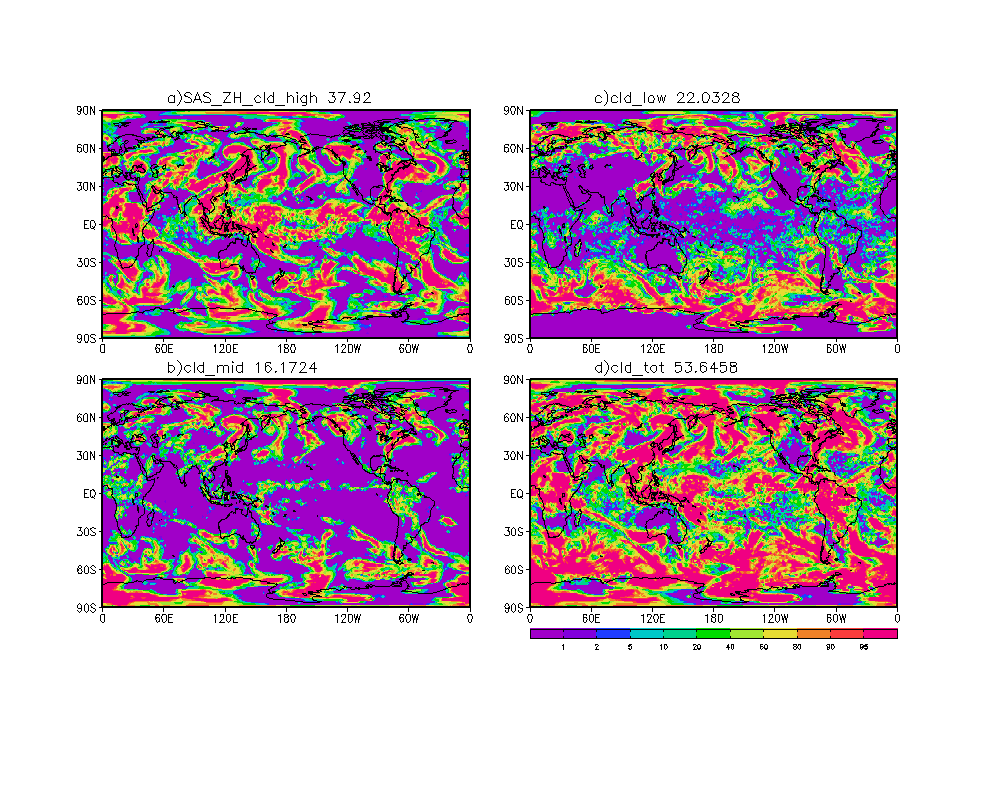 a)SAS_ZH_cld_high 37.92
90N
60N
30N
EQ
30S
60S
90S
0 60E 120E 180 120W 60W 0
c)cld_low 22.0328
90N
60N
30N
EQ
30S
60S
90S
0 60E 120E 180 120W 60W 0
b)cld_mid 16.1724
90N
60N
30N
EQ
30S
60S
90S
0 60E 120E 180 120W 60W 0
d)cld_tot 53.6458
90N
60N
30N
EQ
30S
60S
90S
0 60E 120E 180 120W 60W 0
1 2 5 10 20 40 60 80 90 95